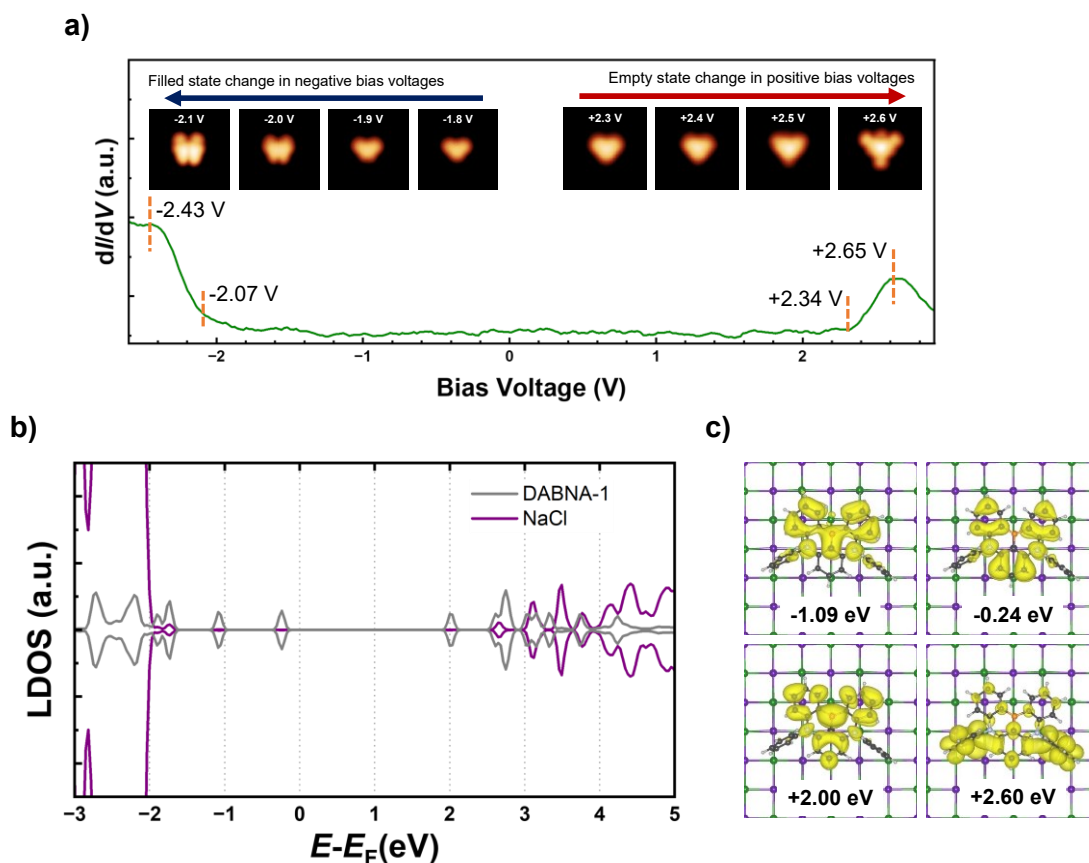 a)
Filled state change in negative bias voltages
Empty state change in positive bias voltages
-2.1 V
-2.0 V
-1.9 V
-1.8 V
+2.3 V
+2.4 V
+2.5 V
+2.6 V
-2.43 V
-2.07 V
+2.65 V
+2.34 V
dI/dV (a.u.)
−2
−1
0
1
2
Bias Voltage (V)
b)
c)
DABNA-1
NaCl
LDOS (a.u.)
−3 −2 −1 0 1 2 3 4 5
E-EF(eV)
-1.09 eV
-0.24 eV
+2.00 eV
+2.60 eV